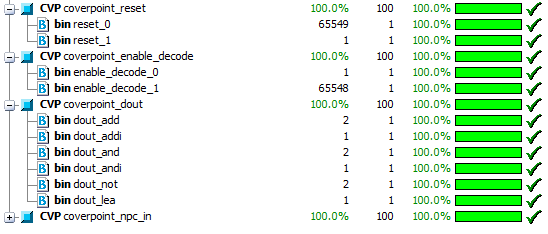 CVP coverpoint_reset 100.0% 100 100.0%
bin reset_0 65549 1 100.0%
bin reset_1 1 1 100.0%
CVP coverpoint_enable_decode 100.0% 100 100.0%
bin enable_decode_0 1 1 100.0%
bin enable_decode_1 65548 1 100.0%
CVP coverpoint_dout 100.0% 100 100.0%
bin dout_add 2 1 100.0%
bin dout_addi 1 1 100.0%
bin dout_and 2 1 100.0%
bin dout_andi 1 1 100.0%
bin dout_not 2 1 100.0%
bin dout_lea 1 1 100.0%
CVP coverpoint_npc_in 100.0% 100 100.0%